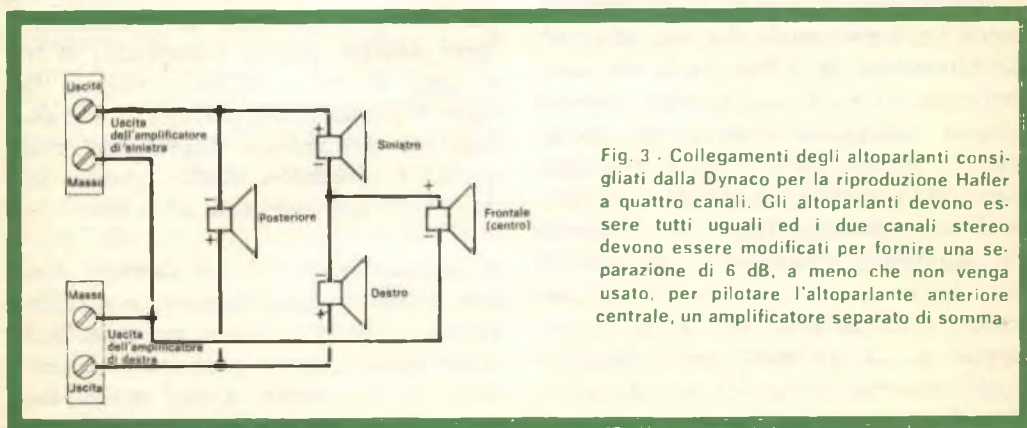 Uscita
Uscita
dell'amplificatore
di sinistra
Massa
+
−
Sinistro
−
+
Posteriore
+
−
Frontale
(centro)
−
+
Destro
Massa
Uscita
dell'amplificatore
di destra
Uscita
Fig. 3 - Collegamenti degli altoparlanti consi-
gliati dalla Dynaco per la riproduzione Hafler
a quattro canali. Gli altoparlanti devono es-
sere tutti uguali ed i due canali stereo
devono essere modificati per fornire una se-
parazione di 6 dB, a meno che non venga
usato, per pilotare l'altoparlante anteriore
centrale, un amplificatore separato di somma.